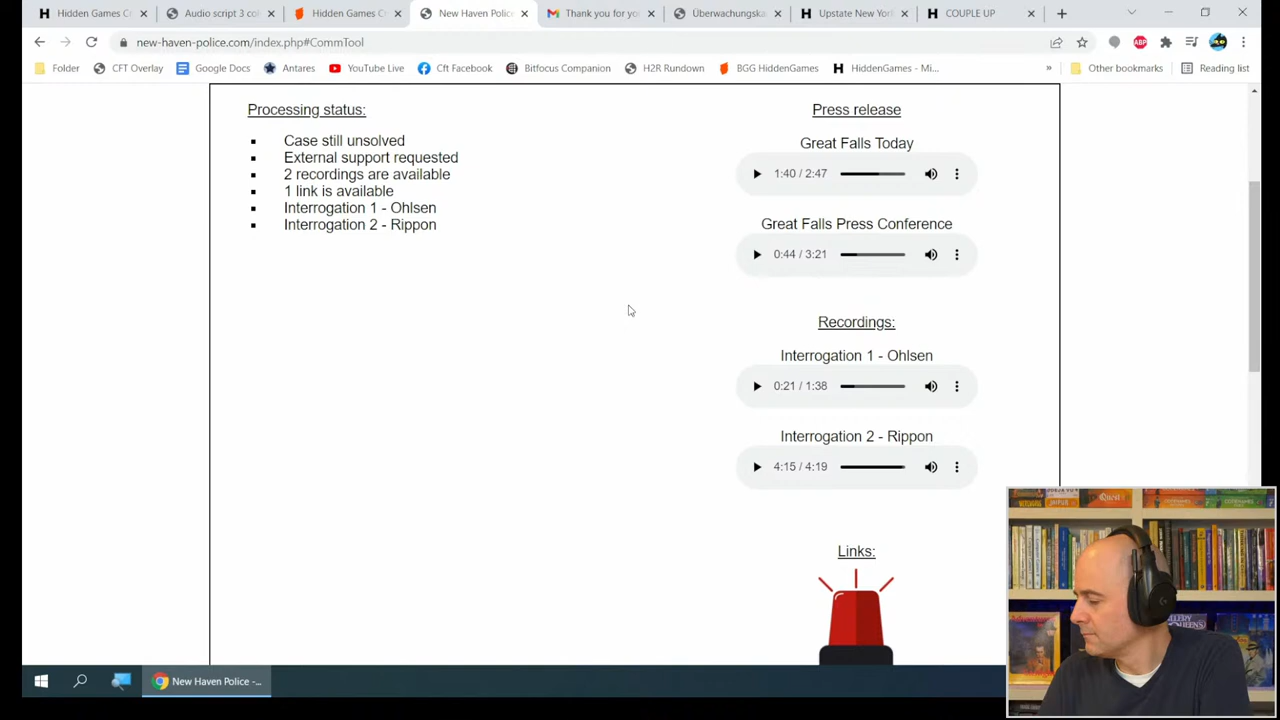 Hidden Games C
Audio script 3 co
Hidden Games C
New Haven Police
Thank you for yo
Überwachungska
Upstate New York
COUPLE UP
new-haven-police.com/index.php#CommTool
Folder
CFT Overlay
Google Docs
Antares
YouTube Live
Cft Facebook
Bitfocus Companion
H2R Rundown
BGG HiddenGames
HiddenGames - Mi...
»
Other bookmarks
Reading list
Processing status:
Case still unsolved
External support requested
2 recordings are available
1 link is available
Interrogation 1 - Ohlsen
Interrogation 2 - Rippon
Press release
Great Falls Today
1:40 / 2:47
Great Falls Press Conference
0:44 / 3:21
Recordings:
Interrogation 1 - Ohlsen
0:21 / 1:38
Interrogation 2 - Rippon
4:15 / 4:19
Links:
New Haven Police -...